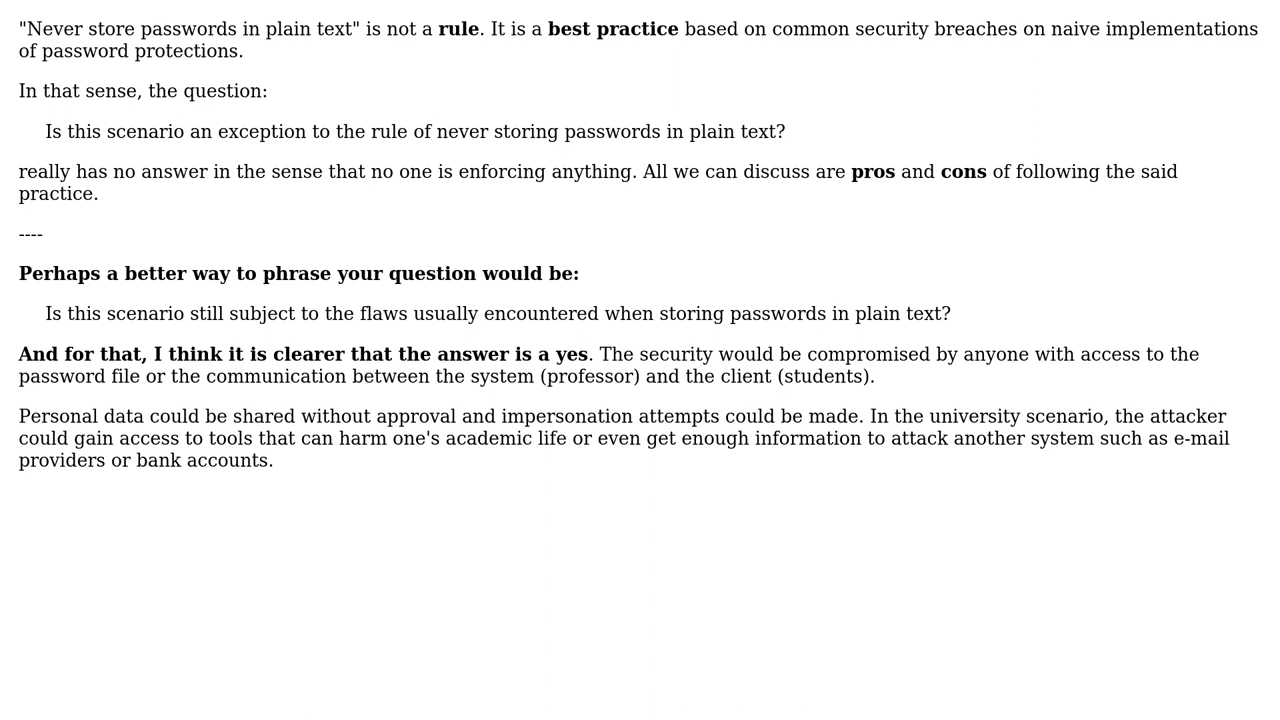 "Never store passwords in plain text" is not a rule. It is a best practice based on common security breaches on naive implementations
of password protections.
In that sense, the question:
Is this scenario an exception to the rule of never storing passwords in plain text?
really has no answer in the sense that no one is enforcing anything. All we can discuss are pros and cons of following the said
practice.
----
Perhaps a better way to phrase your question would be:
Is this scenario still subject to the flaws usually encountered when storing passwords in plain text?
And for that, I think it is clearer that the answer is a yes. The security would be compromised by anyone with access to the
password file or the communication between the system (professor) and the client (students).
Personal data could be shared without approval and impersonation attempts could be made. In the university scenario, the attacker
could gain access to tools that can harm one's academic life or even get enough information to attack another system such as e-mail
providers or bank accounts.